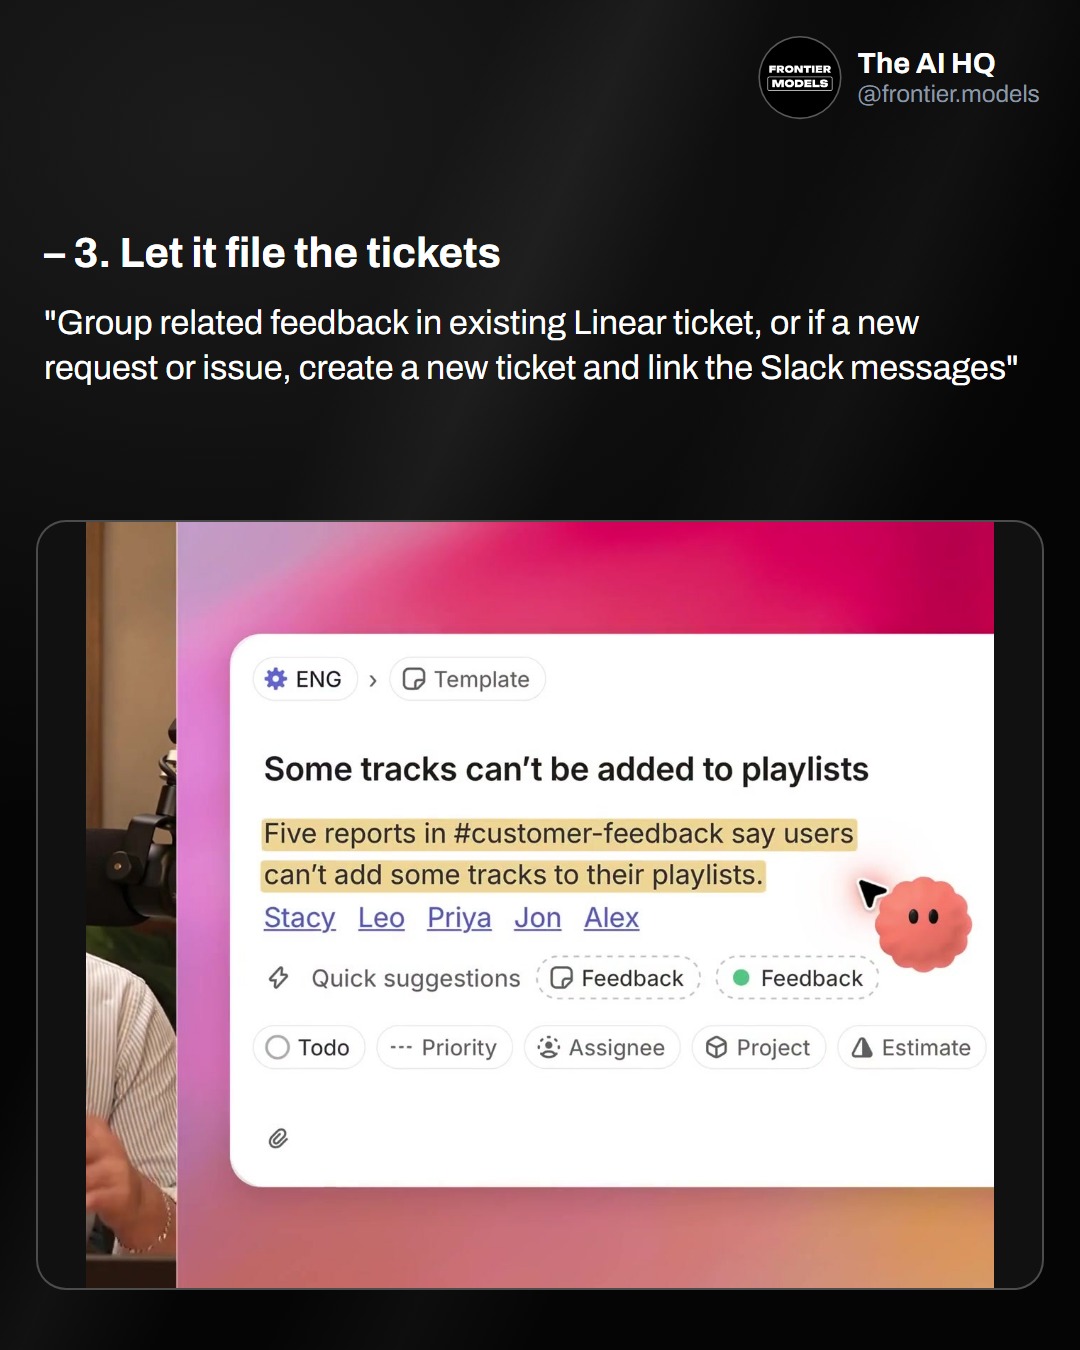 FRONTIER
MODELS
The AI HQ
@frontier.models
– 3. Let it file the tickets
"Group related feedback in existing Linear ticket, or if a new
request or issue, create a new ticket and link the Slack messages"
ENG › Template
Some tracks can’t be added to playlists
Five reports in #customer-feedback say users
can’t add some tracks to their playlists.
Stacy Leo Priya Jon Alex
Quick suggestions Feedback Feedback
Todo Priority Assignee Project Estimate